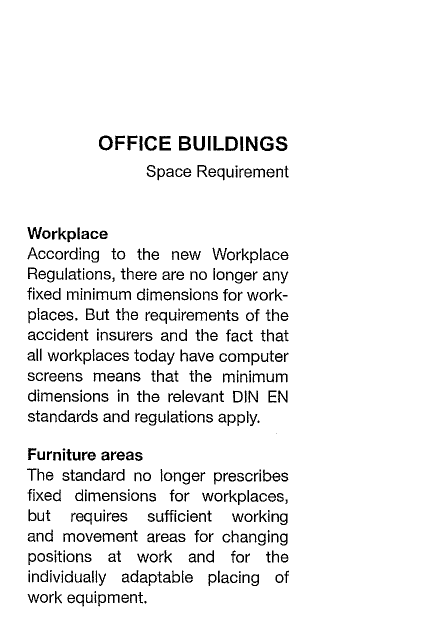 OFFICE BUILDINGS
Space Requirement
Workplace
According to the new Workplace
Regulations, there are no longer any
fixed minimum dimensions for work-
places. But the requirements of the
accident insurers and the fact that
all workplaces today have computer
screens means that the minimum
dimensions in the relevant DIN EN
standards and regulations apply.
Furniture areas
The standard no longer prescribes
fixed dimensions for workplaces,
but requires sufficient working
and movement areas for changing
positions at work and for the
individually adaptable placing of
work equipment.